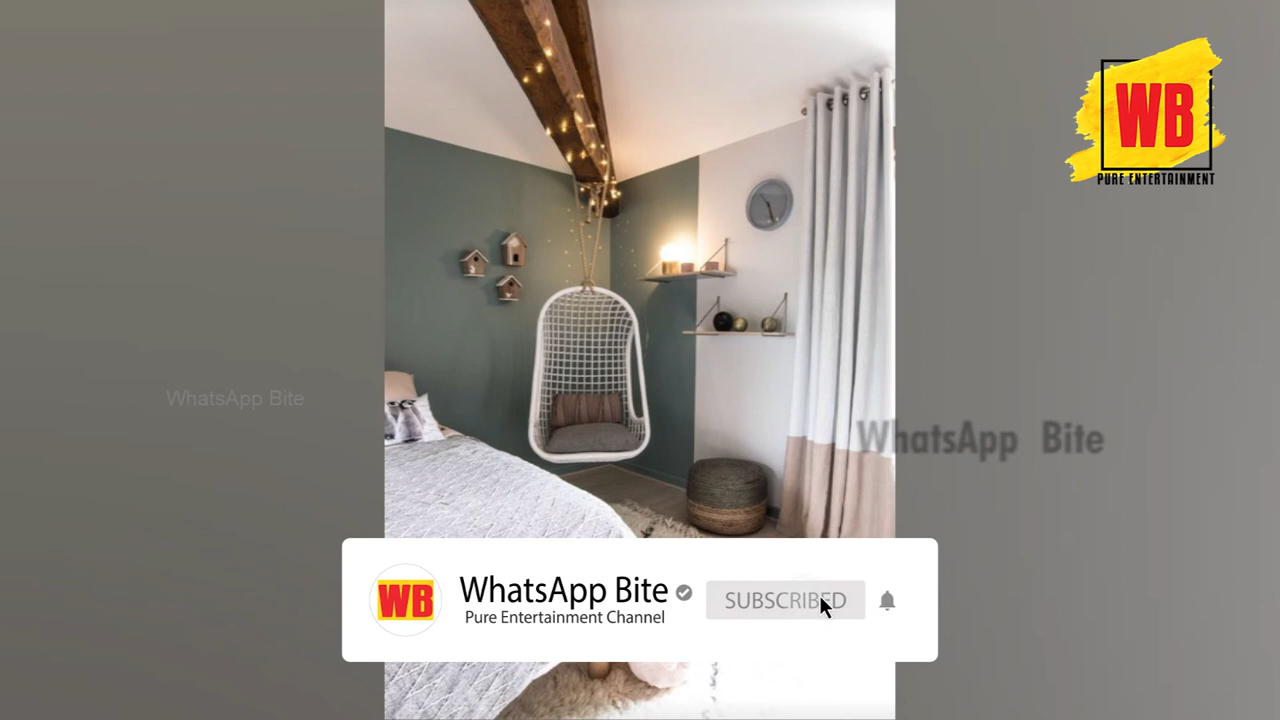 WB
PURE ENTERTAINMENT
WhatsApp Bite
WhatsApp Bite
WB
WhatsApp Bite
Pure Entertainment Channel
SUBSCRIBED